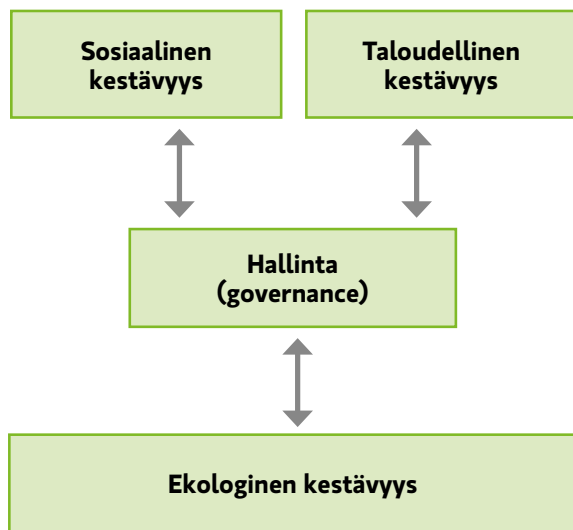 Sosiaalinen
kestävyys
Taloudellinen
kestävyys
Hallinta
(governance)
Ekologinen kestävyys